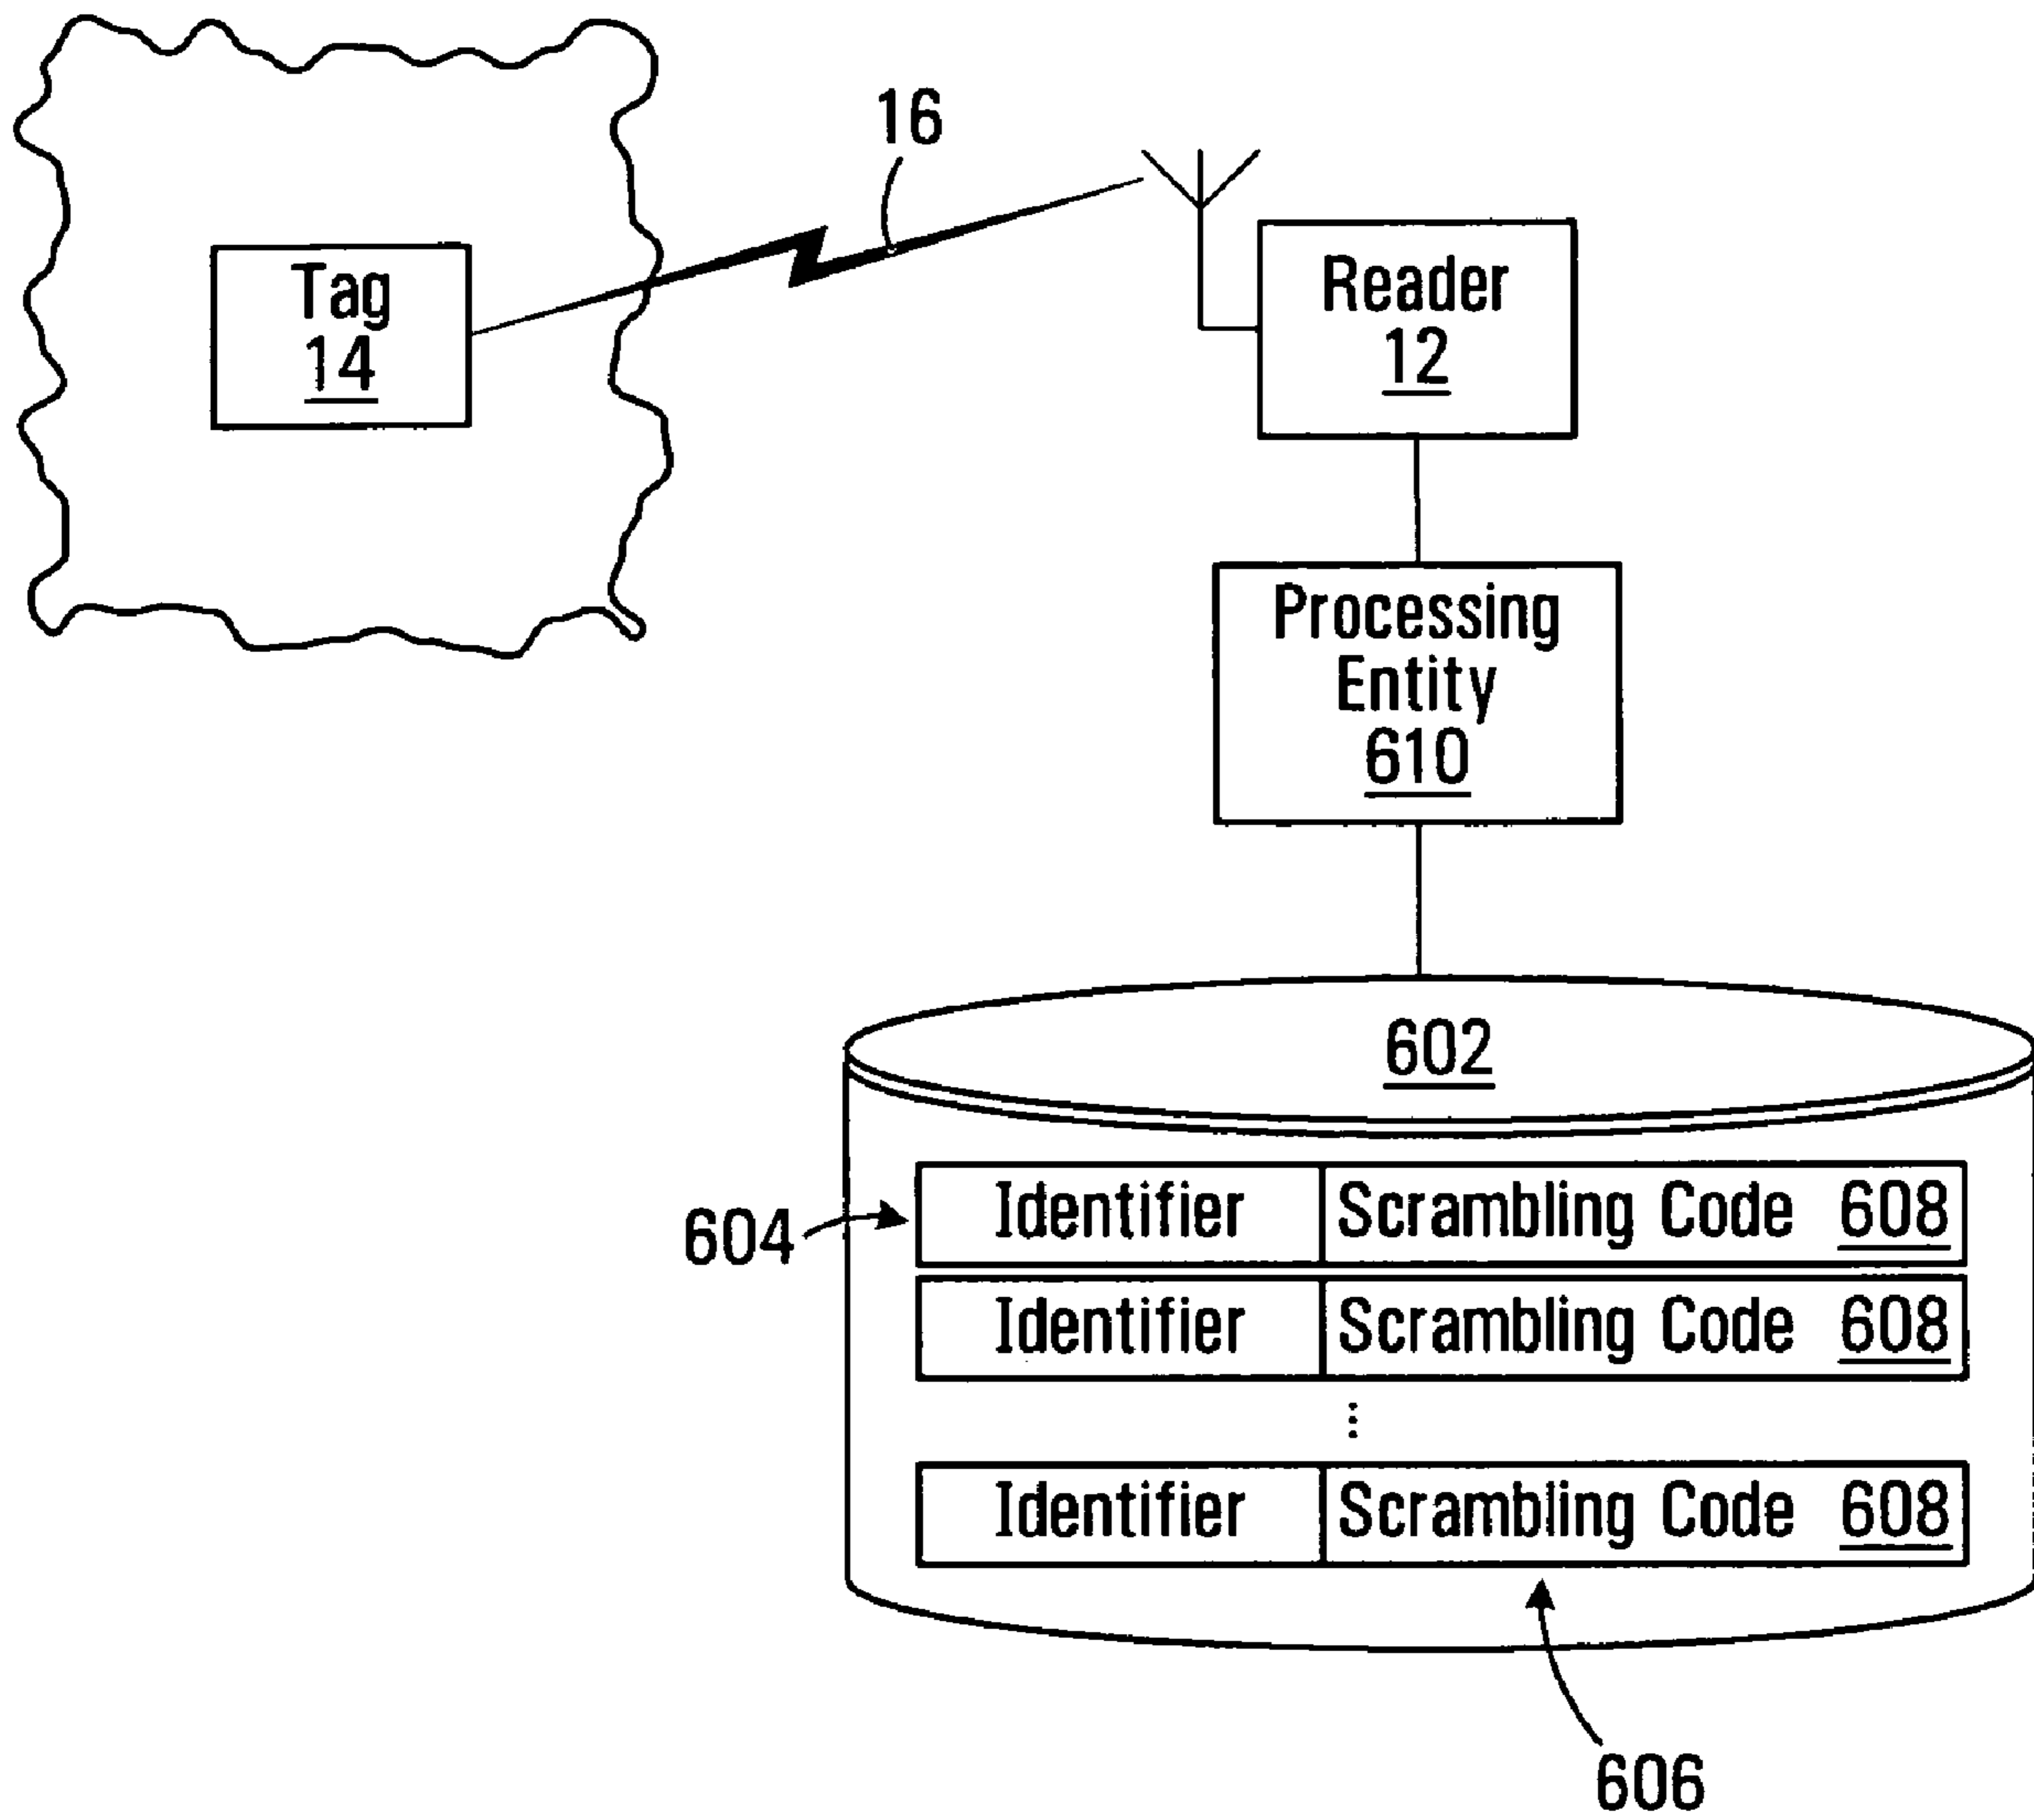 16
Tag
14
Reader
12
Processing
Entity
610
602
604
Identifier Scrambling Code 608
Identifier Scrambling Code 608
⋮
Identifier Scrambling Code 608
606